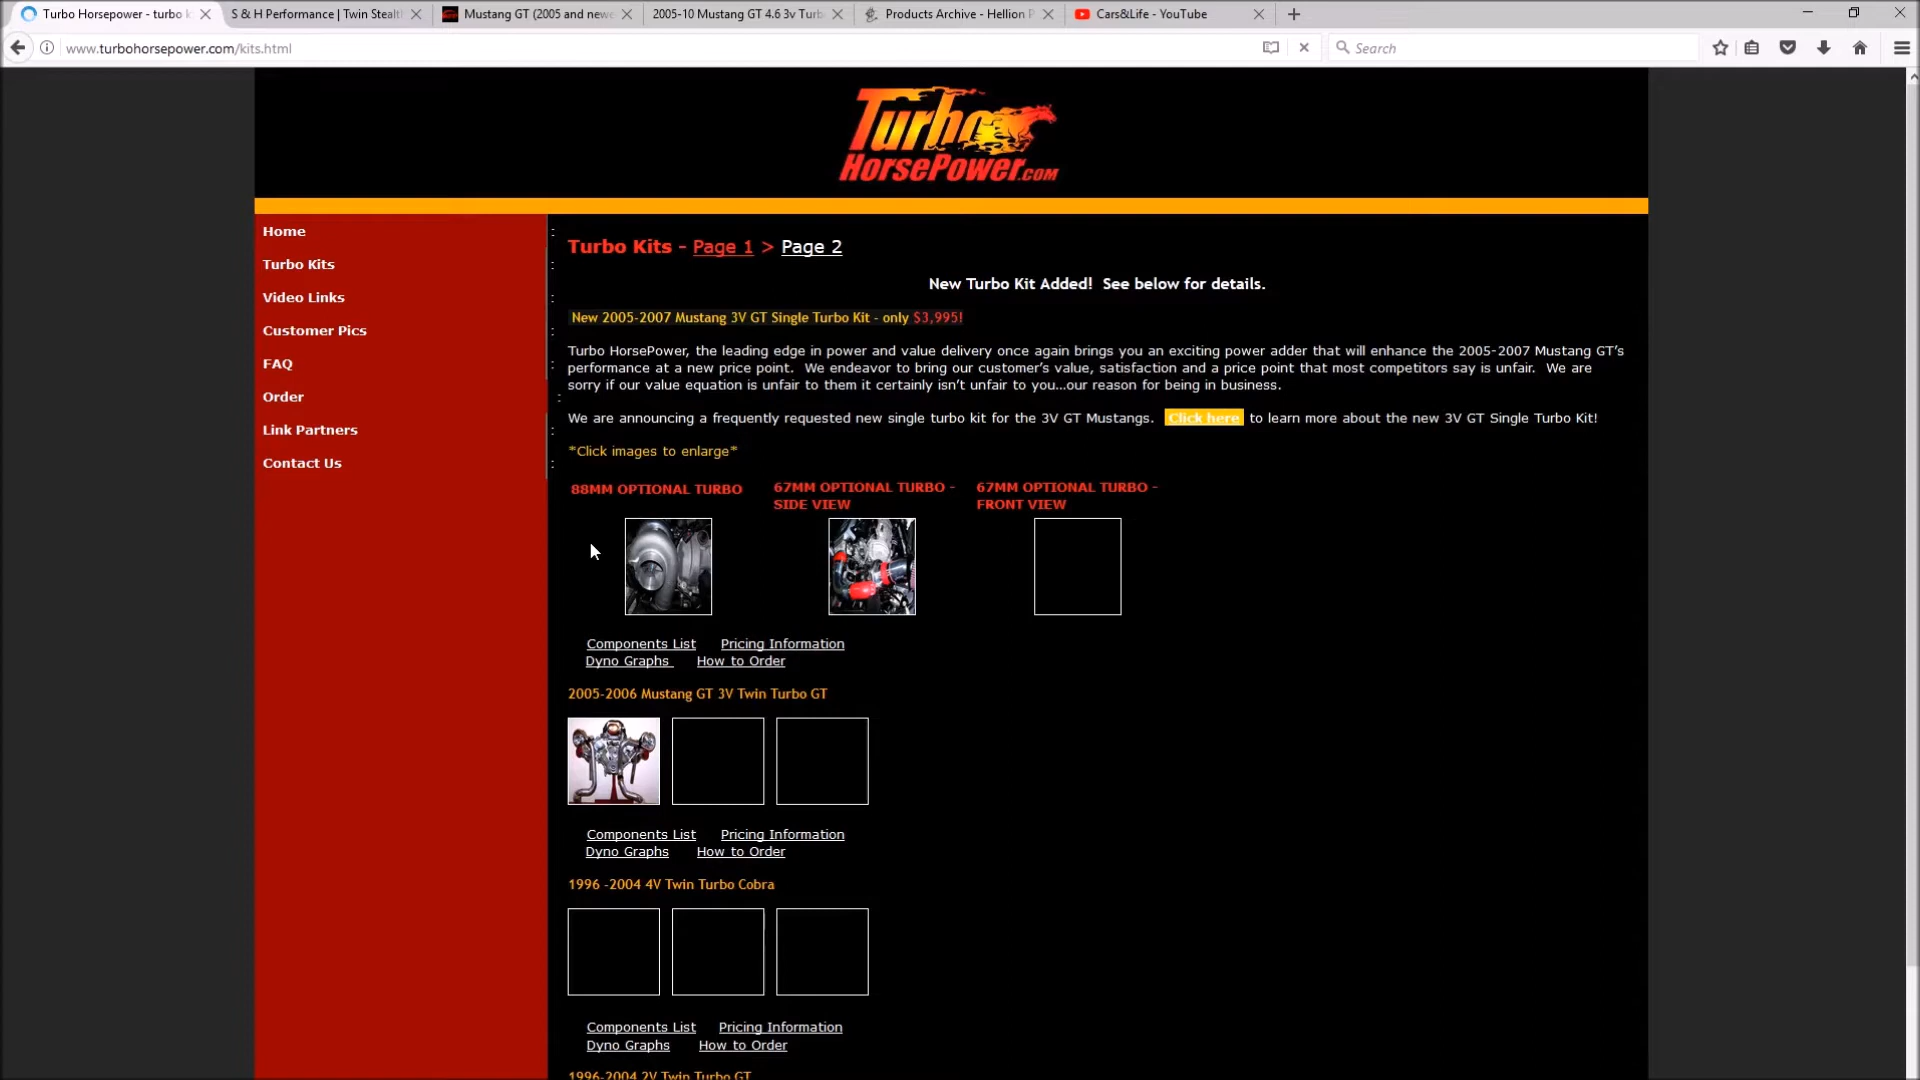 Turbo Horsepower - turbo k
S & H Performance | Twin Stealt
Mustang GT (2005 and newe
2005-10 Mustang GT 4.6 3v Turb
Products Archive - Hellion P
Cars&Life - YouTube
www.turbohorsepower.com/kits.html
Search
Turbo
HorsePower.com
Home
Turbo Kits
Video Links
Customer Pics
FAQ
Order
Link Partners
Contact Us
Turbo Kits - Page 1 > Page 2
New Turbo Kit Added!  See below for details.
New 2005-2007 Mustang 3V GT Single Turbo Kit - only $3,995!
Turbo HorsePower, the leading edge in power and value delivery once again brings you an exciting power adder that will enhance the 2005-2007 Mustang GT's
performance at a new price point.  We endeavor to bring our customer's value, satisfaction and a price point that most competitors say is unfair.  We are
sorry if our value equation is unfair to them it certainly isn't unfair to you...our reason for being in business.
We are announcing a frequently requested new single turbo kit for the 3V GT Mustangs.  Click here to learn more about the new 3V GT Single Turbo Kit!
*Click images to enlarge*
88MM OPTIONAL TURBO
67MM OPTIONAL TURBO -
SIDE VIEW
67MM OPTIONAL TURBO -
FRONT VIEW
Components List Pricing Information
Dyno Graphs How to Order
2005-2006 Mustang GT 3V Twin Turbo GT
Components List Pricing Information
Dyno Graphs How to Order
1996 -2004 4V Twin Turbo Cobra
Components List Pricing Information
Dyno Graphs How to Order
1996-2004 2V Twin Turbo GT